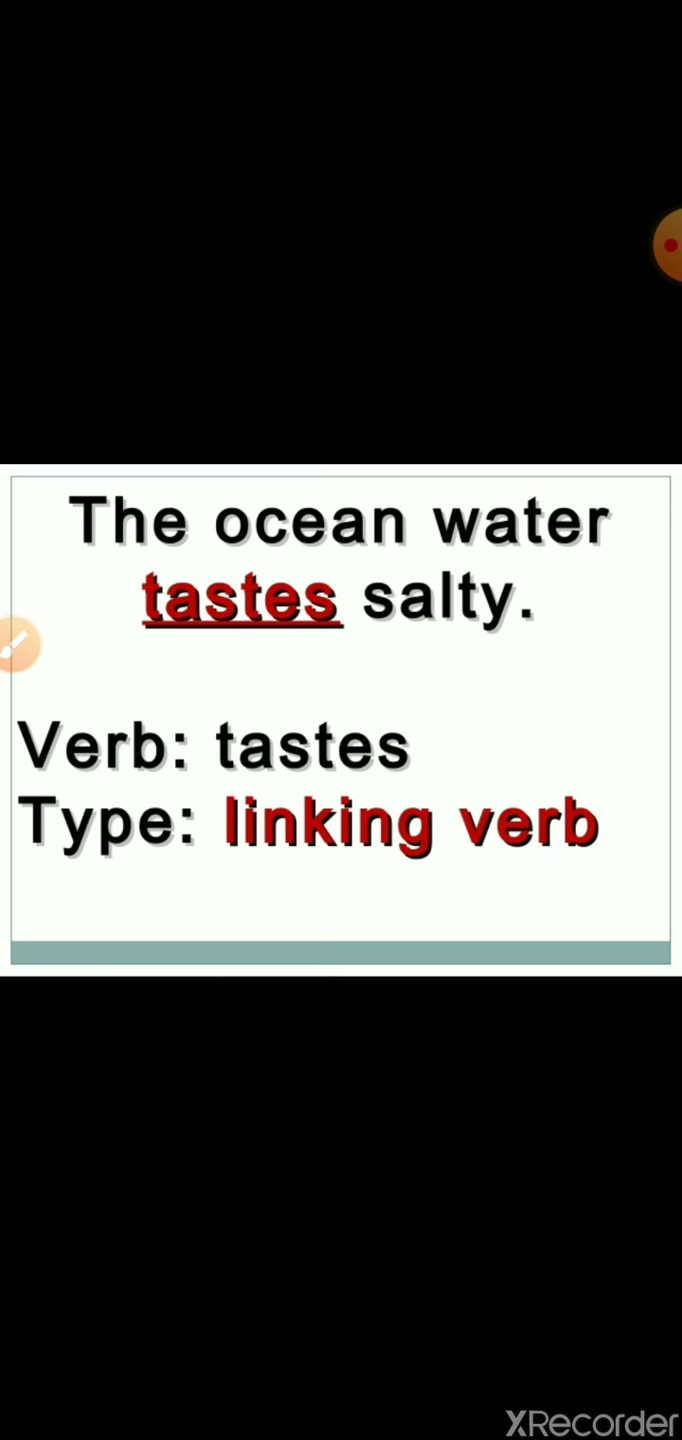 The ocean water
tastes salty.
Verb: tastes
Type: linking verb
XRecorder